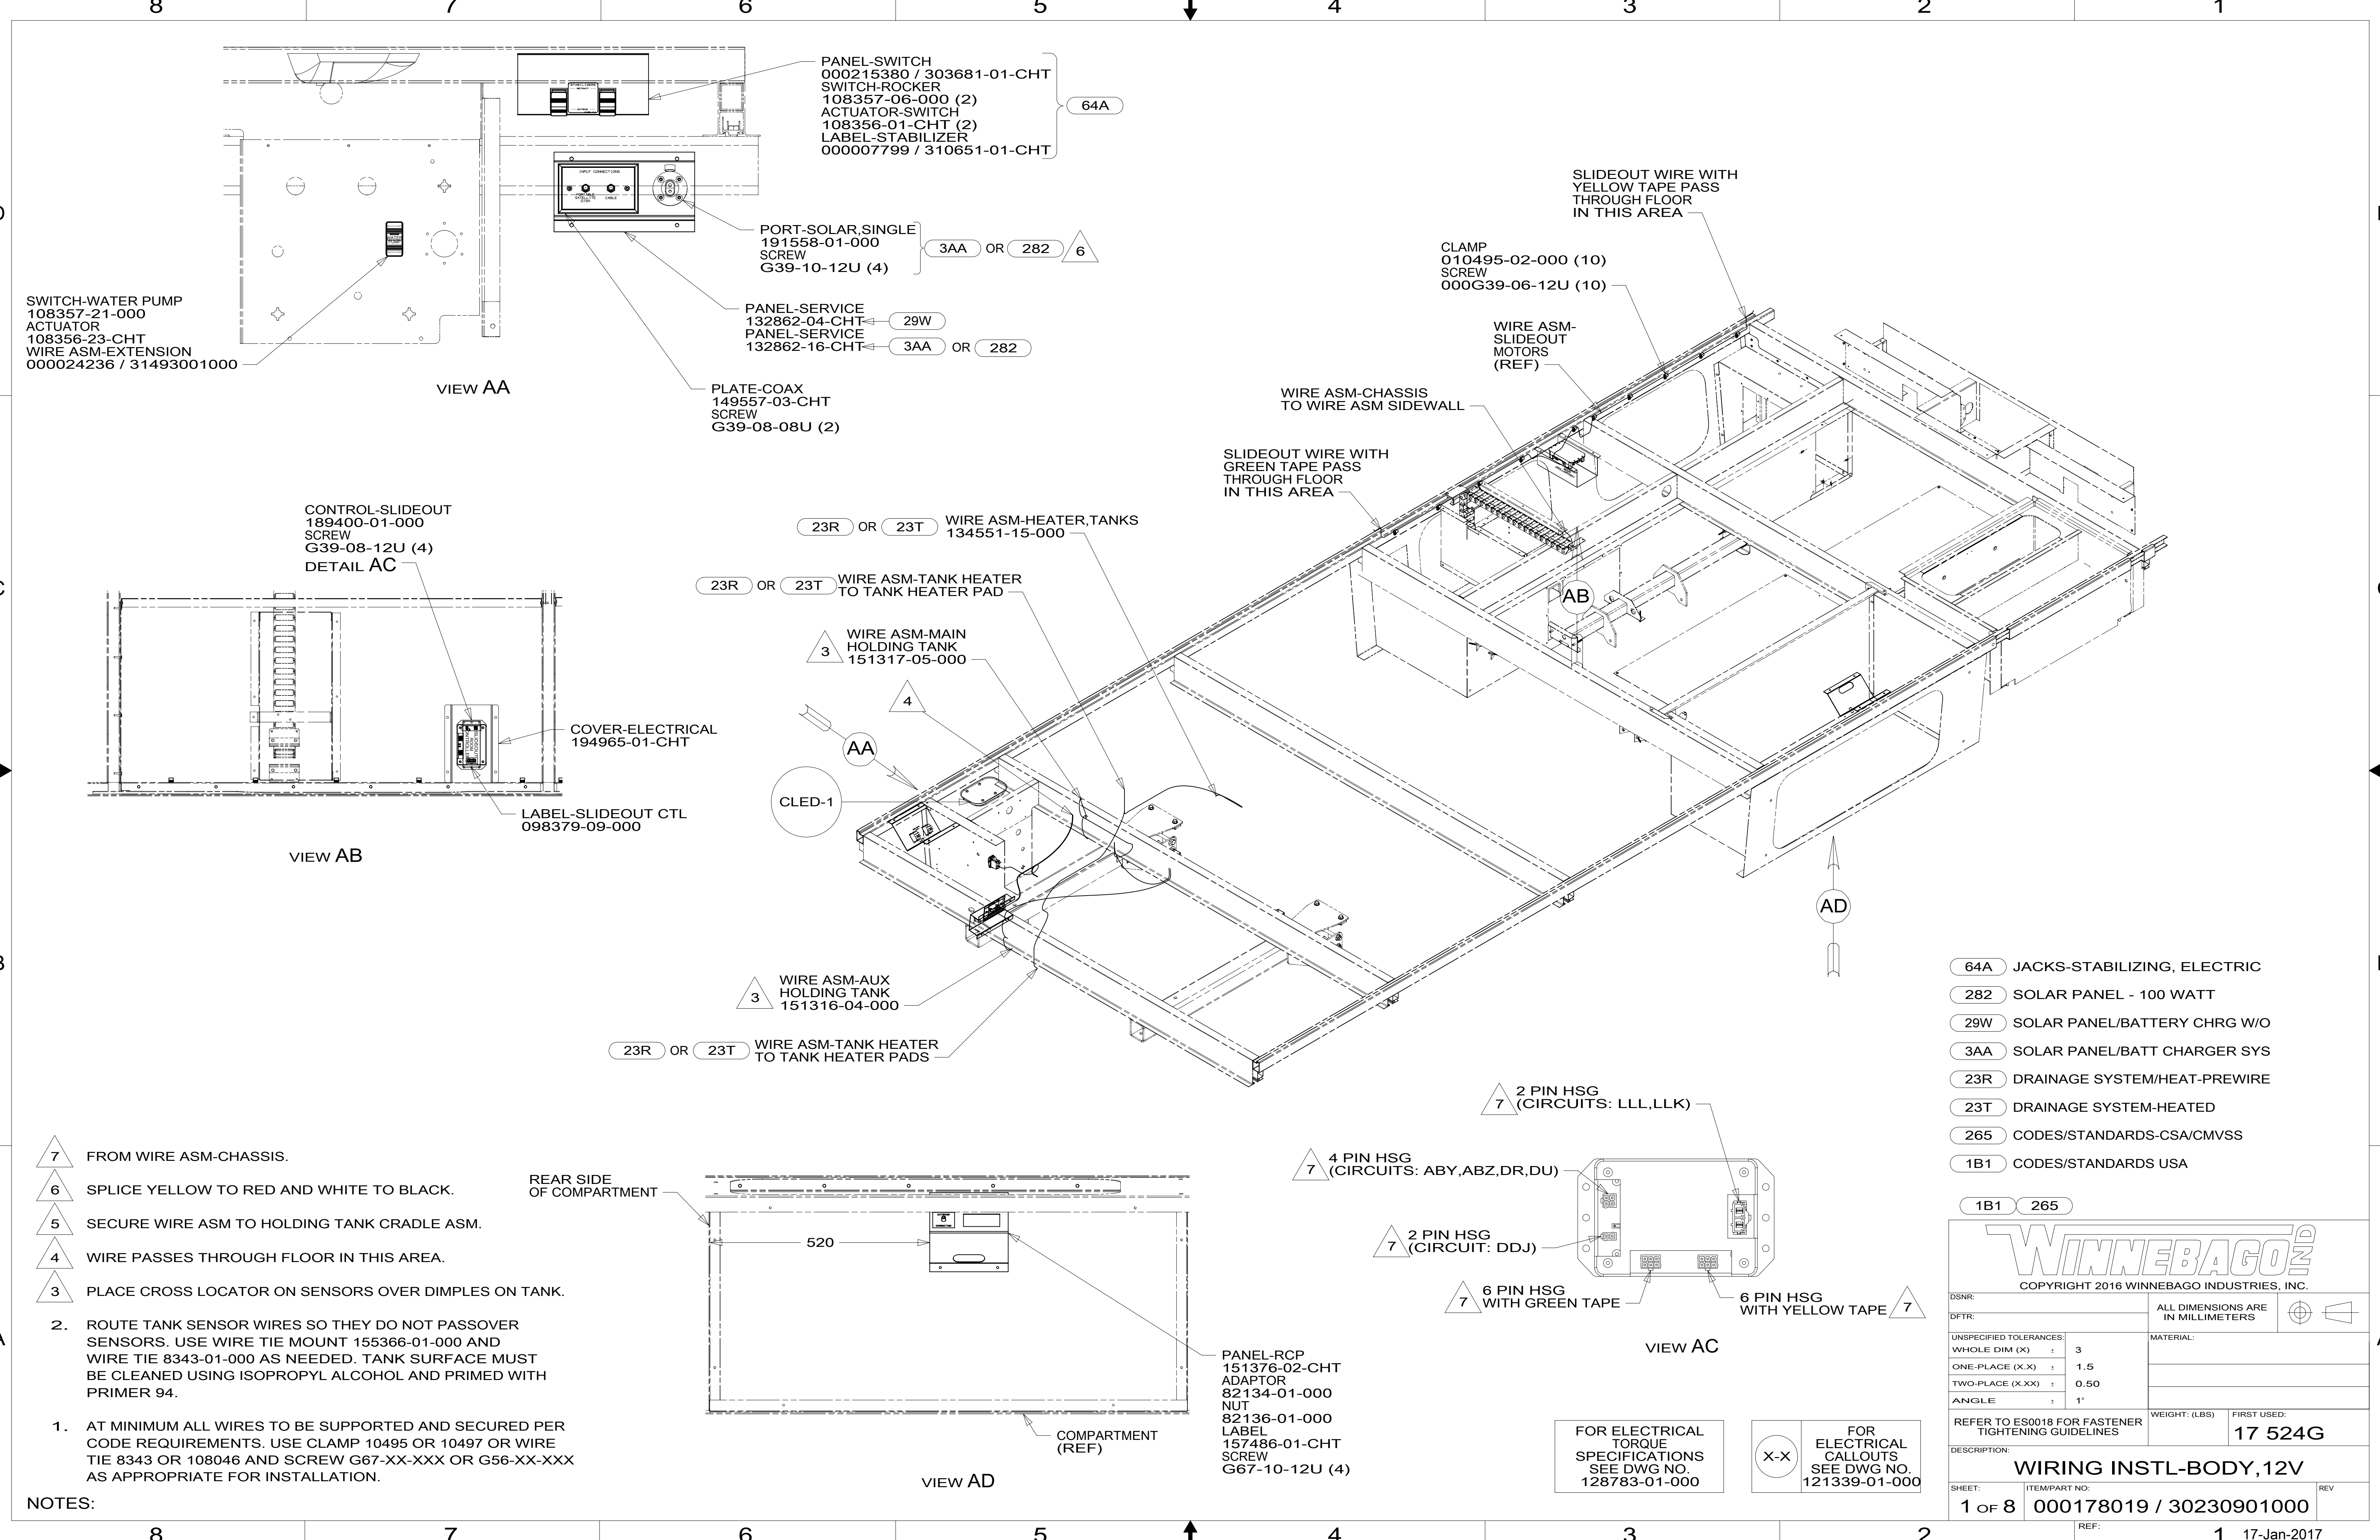 8 7 6 5 4 3 2 1
PANEL-SWITCH
000215380 / 303681-01-CHT
SWITCH-ROCKER
108357-06-000 (2)
ACTUATOR-SWITCH
108356-01-CHT (2)
LABEL-STABILIZER
000007799 / 310651-01-CHT
64A
INPUT CONNECTIONS
PORTABLE
SATELLITE
DISH
CABLE
PORT-SOLAR,SINGLE
191558-01-000
SCREW
G39-10-12U (4)
3AA OR 282 6
SWITCH-WATER PUMP
108357-21-000
ACTUATOR
108356-23-CHT
WIRE ASM-EXTENSION
000024236 / 31493001000
PANEL-SERVICE
132862-04-CHT 29W
PANEL-SERVICE
132862-16-CHT 3AA OR 282
PLATE-COAX
149557-03-CHT
SCREW
G39-08-08U (2)
VIEW AA
SLIDEOUT WIRE WITH
YELLOW TAPE PASS
THROUGH FLOOR
IN THIS AREA
CLAMP
010495-02-000 (10)
SCREW
000G39-06-12U (10)
WIRE ASM-
SLIDEOUT
MOTORS
(REF)
WIRE ASM-CHASSIS
TO WIRE ASM SIDEWALL
SLIDEOUT WIRE WITH
GREEN TAPE PASS
THROUGH FLOOR
IN THIS AREA
CONTROL-SLIDEOUT
189400-01-000
SCREW
G39-08-12U (4)
DETAIL AC
COVER-ELECTRICAL
194965-01-CHT
LABEL-SLIDEOUT CTL
098379-09-000
VIEW AB
23R OR 23T WIRE ASM-HEATER,TANKS
134551-15-000
23R OR 23T WIRE ASM-TANK HEATER
TO TANK HEATER PAD
3 WIRE ASM-MAIN
HOLDING TANK
151317-05-000
4
AA
CLED-1
AB
AD
3 WIRE ASM-AUX
HOLDING TANK
151316-04-000
23R OR 23T WIRE ASM-TANK HEATER
TO TANK HEATER PADS
64A JACKS-STABILIZING, ELECTRIC
282 SOLAR PANEL - 100 WATT
29W SOLAR PANEL/BATTERY CHRG W/O
3AA SOLAR PANEL/BATT CHARGER SYS
23R DRAINAGE SYSTEM/HEAT-PREWIRE
23T DRAINAGE SYSTEM-HEATED
265 CODES/STANDARDS-CSA/CMVSS
1B1 CODES/STANDARDS USA
1B1 265
7 FROM WIRE ASM-CHASSIS.
6 SPLICE YELLOW TO RED AND WHITE TO BLACK.
5 SECURE WIRE ASM TO HOLDING TANK CRADLE ASM.
4 WIRE PASSES THROUGH FLOOR IN THIS AREA.
3 PLACE CROSS LOCATOR ON SENSORS OVER DIMPLES ON TANK.
2. ROUTE TANK SENSOR WIRES SO THEY DO NOT PASSOVER
SENSORS. USE WIRE TIE MOUNT 155366-01-000 AND
WIRE TIE 8343-01-000 AS NEEDED. TANK SURFACE MUST
BE CLEANED USING ISOPROPYL ALCOHOL AND PRIMED WITH
PRIMER 94.
1. AT MINIMUM ALL WIRES TO BE SUPPORTED AND SECURED PER
CODE REQUIREMENTS. USE CLAMP 10495 OR 10497 OR WIRE
TIE 8343 OR 108046 AND SCREW G67-XX-XXX OR G56-XX-XXX
AS APPROPRIATE FOR INSTALLATION.
NOTES:
REAR SIDE
OF COMPARTMENT
520
COMPARTMENT
(REF)
PANEL-RCP
151376-02-CHT
ADAPTOR
82134-01-000
NUT
82136-01-000
LABEL
157486-01-CHT
SCREW
G67-10-12U (4)
VIEW AD
7 2 PIN HSG
(CIRCUITS: LLL,LLK)
7 4 PIN HSG
(CIRCUITS: ABY,ABZ,DR,DU)
7 2 PIN HSG
(CIRCUIT: DDJ)
7 6 PIN HSG
WITH GREEN TAPE
6 PIN HSG
WITH YELLOW TAPE 7
VIEW AC
FOR ELECTRICAL
TORQUE
SPECIFICATIONS
SEE DWG NO.
128783-01-000
X-X
FOR
ELECTRICAL
CALLOUTS
SEE DWG NO.
121339-01-000
WINNEBAGO IND
COPYRIGHT 2016 WINNEBAGO INDUSTRIES, INC.
DSNR:
DFTR:
ALL DIMENSIONS ARE
IN MILLIMETERS
UNSPECIFIED TOLERANCES:
WHOLE DIM (X) ± 3
ONE-PLACE (X.X) ± 1.5
TWO-PLACE (X.XX) ± 0.50
ANGLE ± 1°
MATERIAL:
REFER TO ES0018 FOR FASTENER
TIGHTENING GUIDELINES
WEIGHT: (LBS)
FIRST USED:
17 524G
DESCRIPTION:
WIRING INSTL-BODY,12V
SHEET:
1 OF 8
ITEM/PART NO:
000178019 / 30230901000
REV
REF:
8 7 6 5 4 3 2 1
17-Jan-2017